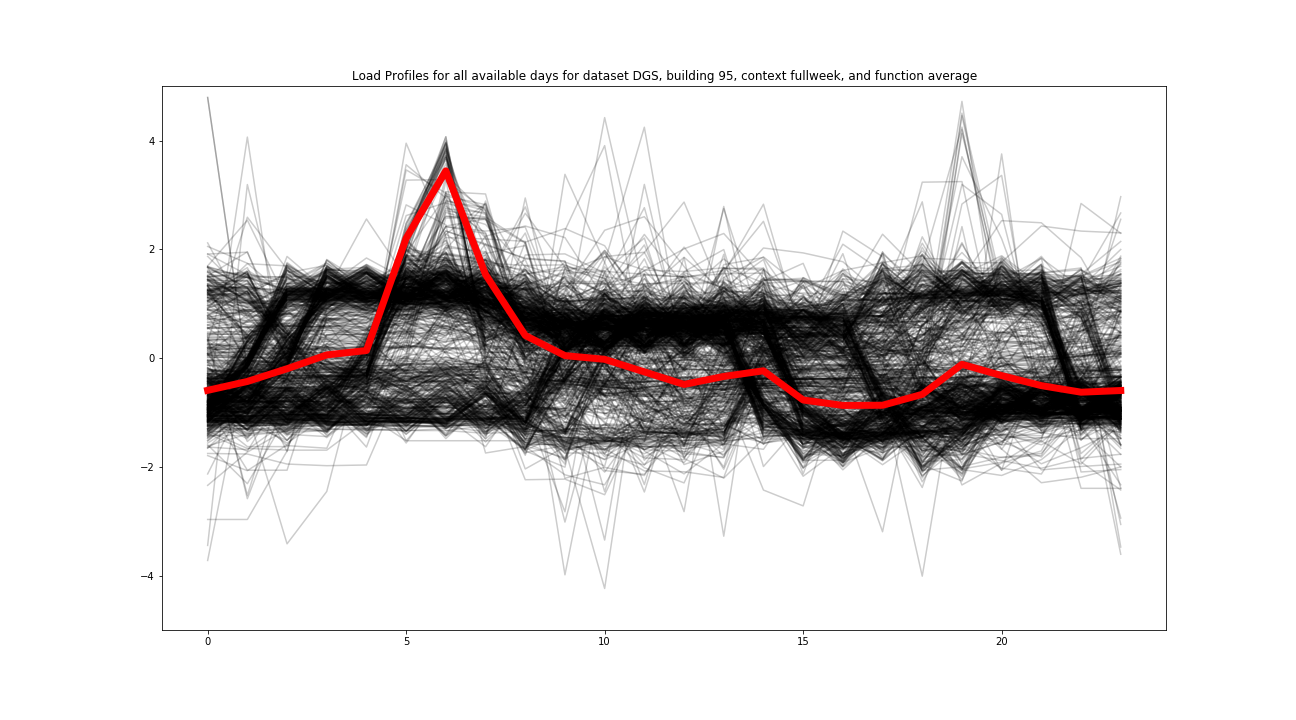 Load Profiles for all available days for dataset DGS, building 95, context fullweek, and function average
4
2
0
−2
−4
0 5 10 15 20